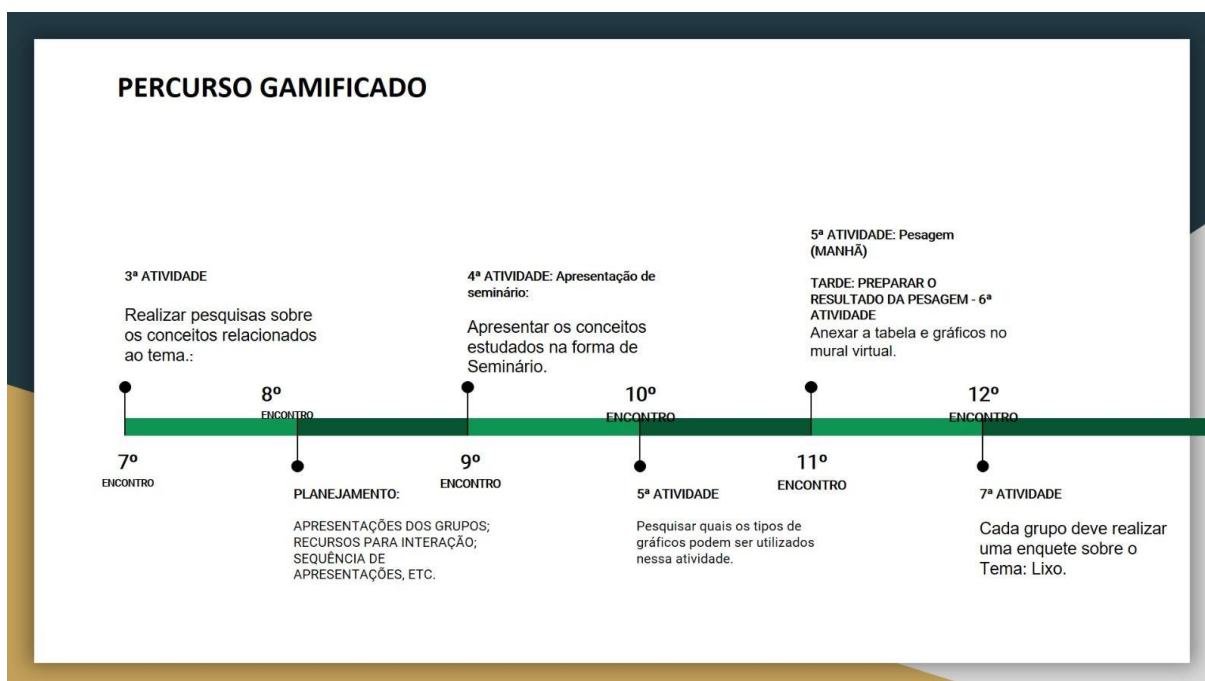 PERCURSO GAMIFICADO
3ª ATIVIDADE
Realizar pesquisas sobre
os conceitos relacionados
ao tema.:
7º
ENCONTRO
8º
ENCONTRO
PLANEJAMENTO:
APRESENTAÇÕES DOS GRUPOS;
RECURSOS PARA INTERAÇÃO;
SEQUÊNCIA DE
APRESENTAÇÕES, ETC.
4ª ATIVIDADE: Apresentação de
seminário:
Apresentar os conceitos
estudados na forma de
Seminário.
9º
ENCONTRO
10º
ENCONTRO
5ª ATIVIDADE
Pesquisar quais os tipos de
gráficos podem ser utilizados
nessa atividade.
5ª ATIVIDADE: Pesagem
(MANHÃ)
TARDE: PREPARAR O
RESULTADO DA PESAGEM - 6ª
ATIVIDADE
Anexar a tabela e gráficos no
mural virtual.
11º
ENCONTRO
12º
ENCONTRO
7ª ATIVIDADE
Cada grupo deve realizar
uma enquete sobre o
Tema: Lixo.